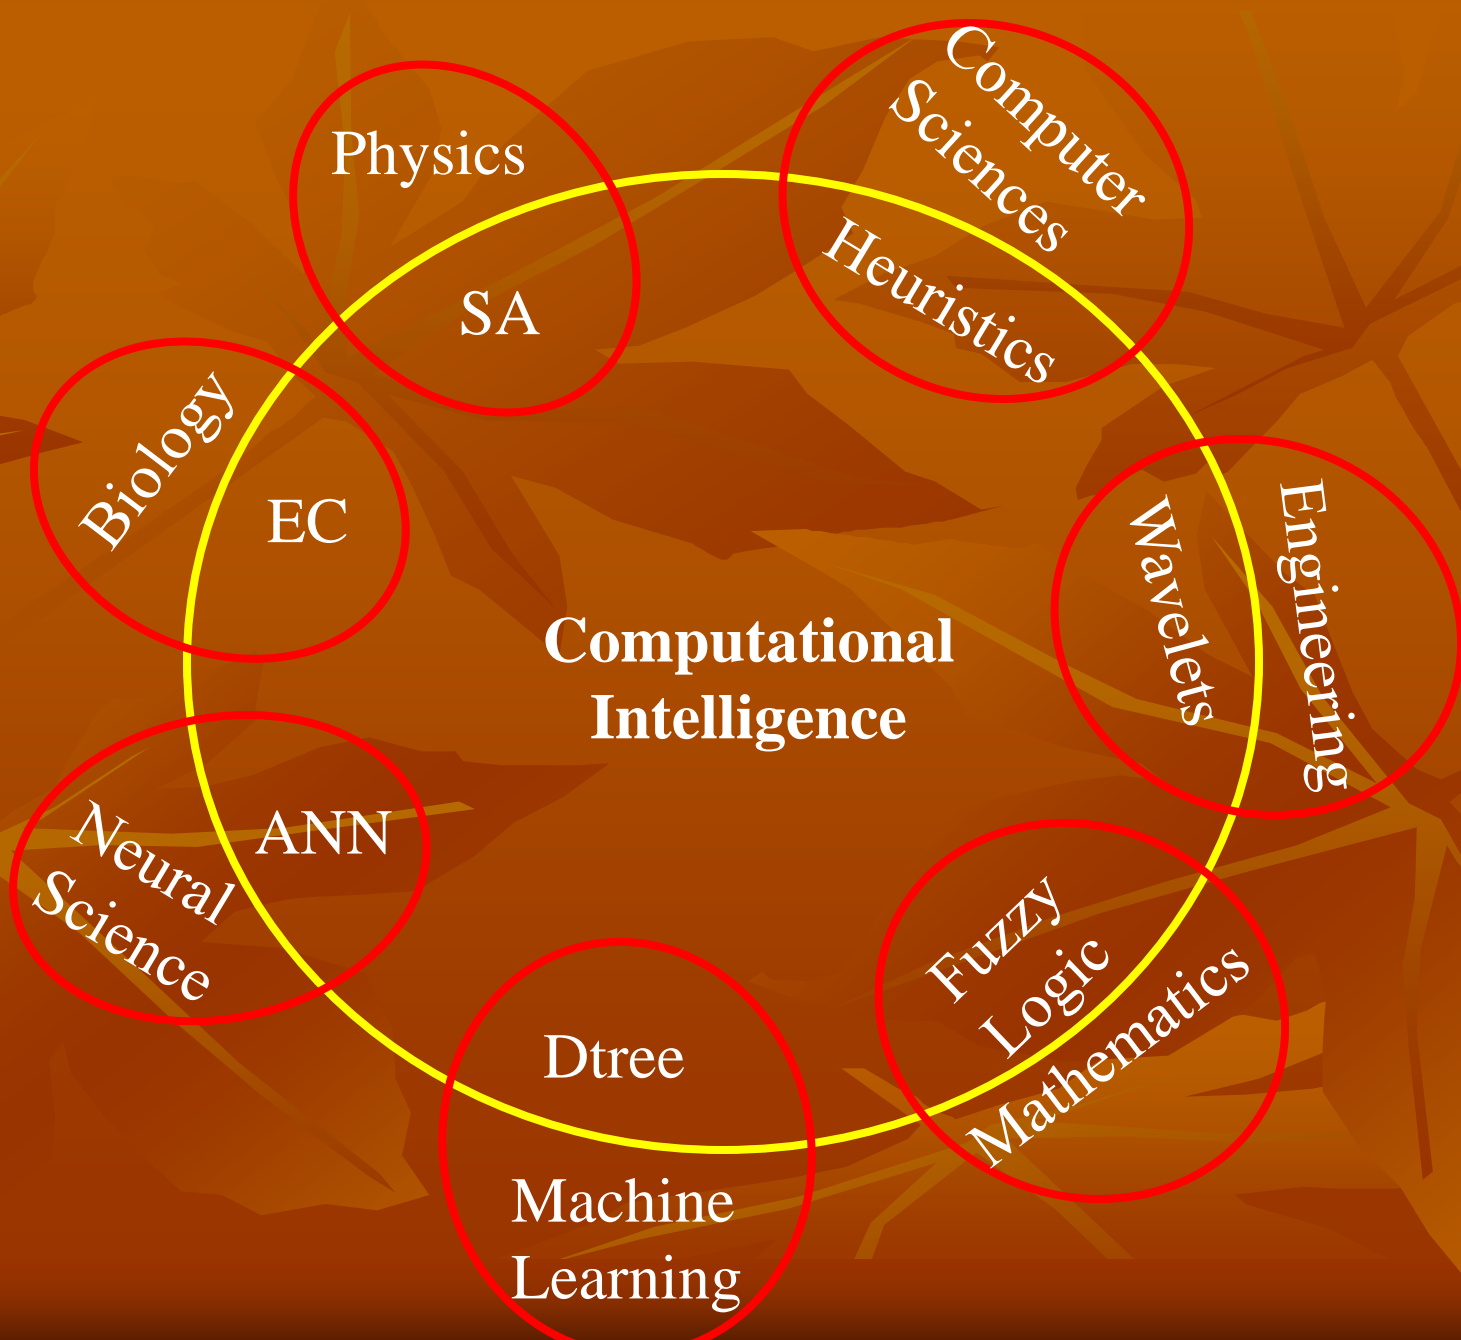 Physics
SA
Computer
Sciences
Heuristics
Biology
EC
Wavelets
Engineering
Computational
Intelligence
Neural
Science
ANN
Fuzzy
Logic
Mathematics
Dtree
Machine
Learning